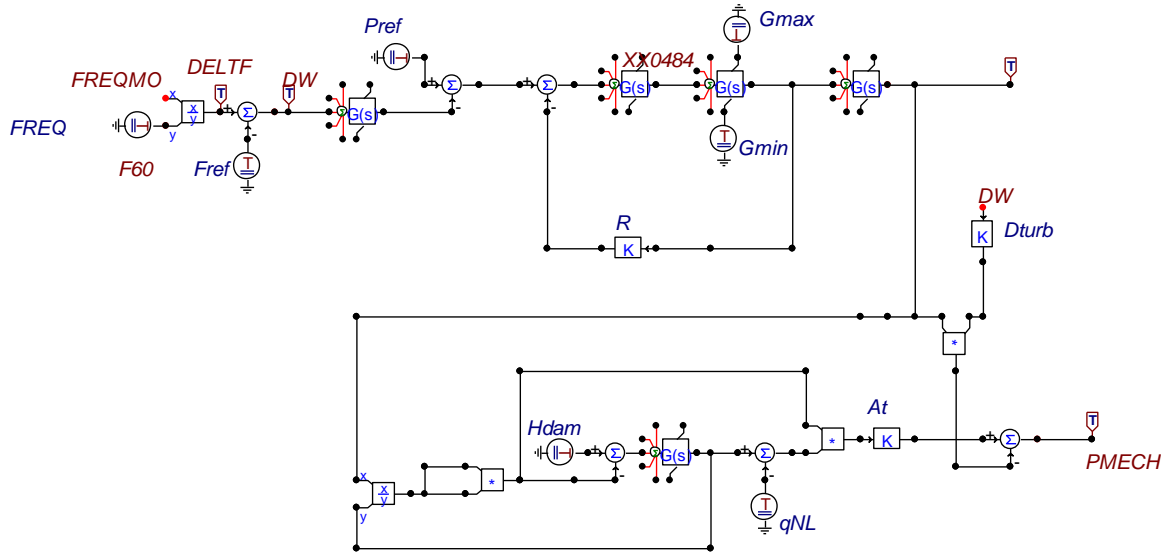 Gmax
Pref
XX0484
FREQMO
DELTF
DW
T
T
T
+
Σ
+
Σ
G(s)
G(s)
G(s)
x
x
y
+
Σ
G(s)
-
-
y
-
FREQ
T
Gmin
F60
Fref
T
R
K
DW
K
Dturb
*
At
T
Hdam
+
Σ
G(s)
+
Σ
*
K
+
Σ
PMECH
x
x
y
*
-
-
-
y
T
qNL